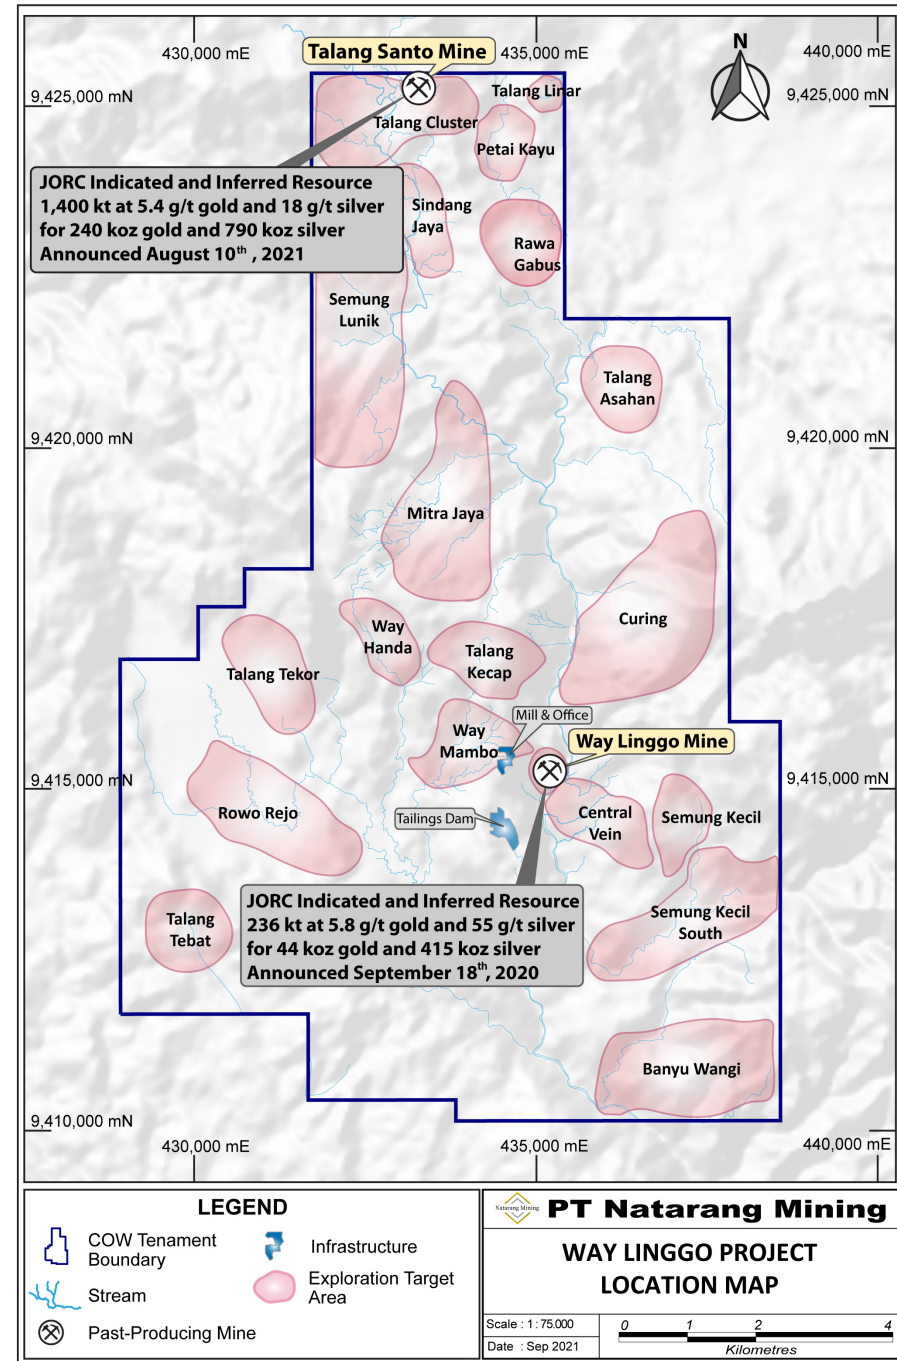 430,000 mE
435,000 mE
440,000 mE
Talang Santo Mine
N
9,425,000 mN
9,425,000 mN
Talang Linar
Talang Cluster
Petai Kayu
JORC Indicated and Inferred Resource
1,400 kt at 5.4 g/t gold and 18 g/t silver
for 240 koz gold and 790 koz silver
Announced August 10th , 2021
Sindang
Jaya
Rawa
Gabus
Semung
Lunik
Talang
Asahan
9,420,000 mN
9,420,000 mN
Mitra Jaya
Curing
Way
Handa
Talang
Kecap
Talang Tekor
Mill & Office
Way
Mambo
Way Linggo Mine
9,415,000 mN
9,415,000 mN
Rowo Rejo
Tailings Dam
Central
Vein
Semung Kecil
JORC Indicated and Inferred Resource
236 kt at 5.8 g/t gold and 55 g/t silver
for 44 koz gold and 415 koz silver
Announced September 18th, 2020
Talang
Tebat
Semung Kecil
South
Banyu Wangi
9,410,000 mN
430,000 mE
435,000 mE
440,000 mE
LEGEND
COW Tenament
Boundary
Infrastructure
Stream
Exploration Target
Area
Past-Producing Mine
Natarang Mining
PT Natarang Mining
WAY LINGGO PROJECT
LOCATION MAP
Scale : 1 : 75.000
Date : Sep 2021
0 1 2 4
Kilometres